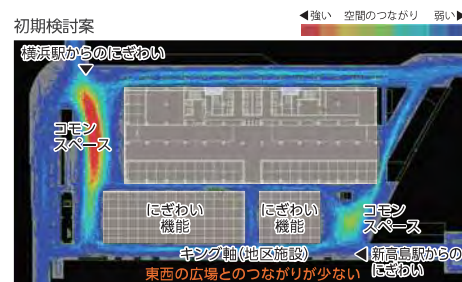 初期検討案
◀強い 空間のつながり 弱い▶
横浜駅からのにぎわい
コモン
スペース
にぎわい
機能
にぎわい
機能
コモン
スペース
キング軸(地区施設)
新高島駅からの
にぎわい
東西の広場とのつながりが少ない